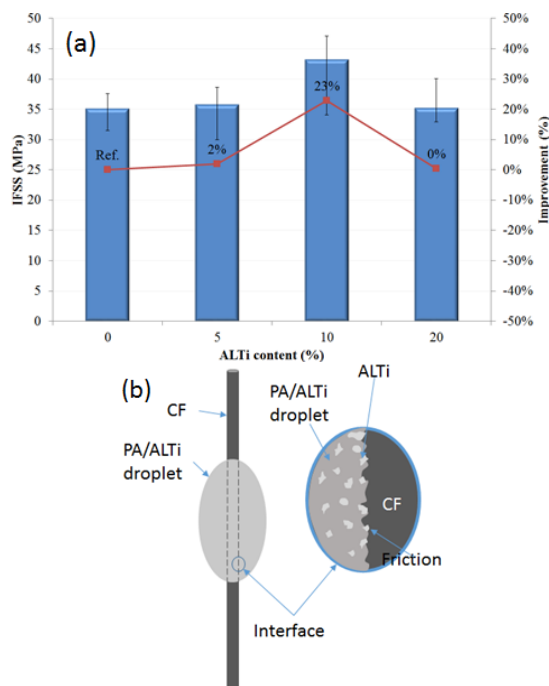 (a)
50
45
40
35
30
25
20
15
10
5
0
IFSS (MPa)
50%
40%
30%
20%
10%
0%
-10%
-20%
-30%
-40%
-50%
Improvement (%)
Ref.
2%
23%
0%
0
5
10
20
ALTi content (%)
(b)
CF
PA/ALTi
droplet
ALTi
PA/ALTi
droplet
CF
Friction
Interface